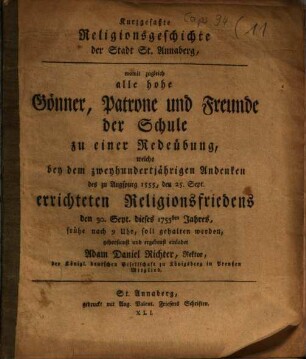 Kurzgefaßte
Religionsgeschichte
der Stadt St. Annaberg,
womit zugleich
alle hohe
Gönner, Patrone und Freunde
der Schule
zu einer Redeübung,
welche
bey dem zweyhundertjährigen Andenken
des zu Augspurg 1555, den 25. Sept.
errichteten Religionsfriedens
den 30. Sept. dieses 1755sten Jahres,
frühe nach 9 Uhr, soll gehalten werden,
gehorsamst und ergebenst einladet
Adam Daniel Richter, Rektor,
der Königl. deutschen Gesellschaft zu Königsberg in Preußen
Mitglied.
St. Annaberg,
gedruckt mit Aug. Valent. Friesens Schriften.